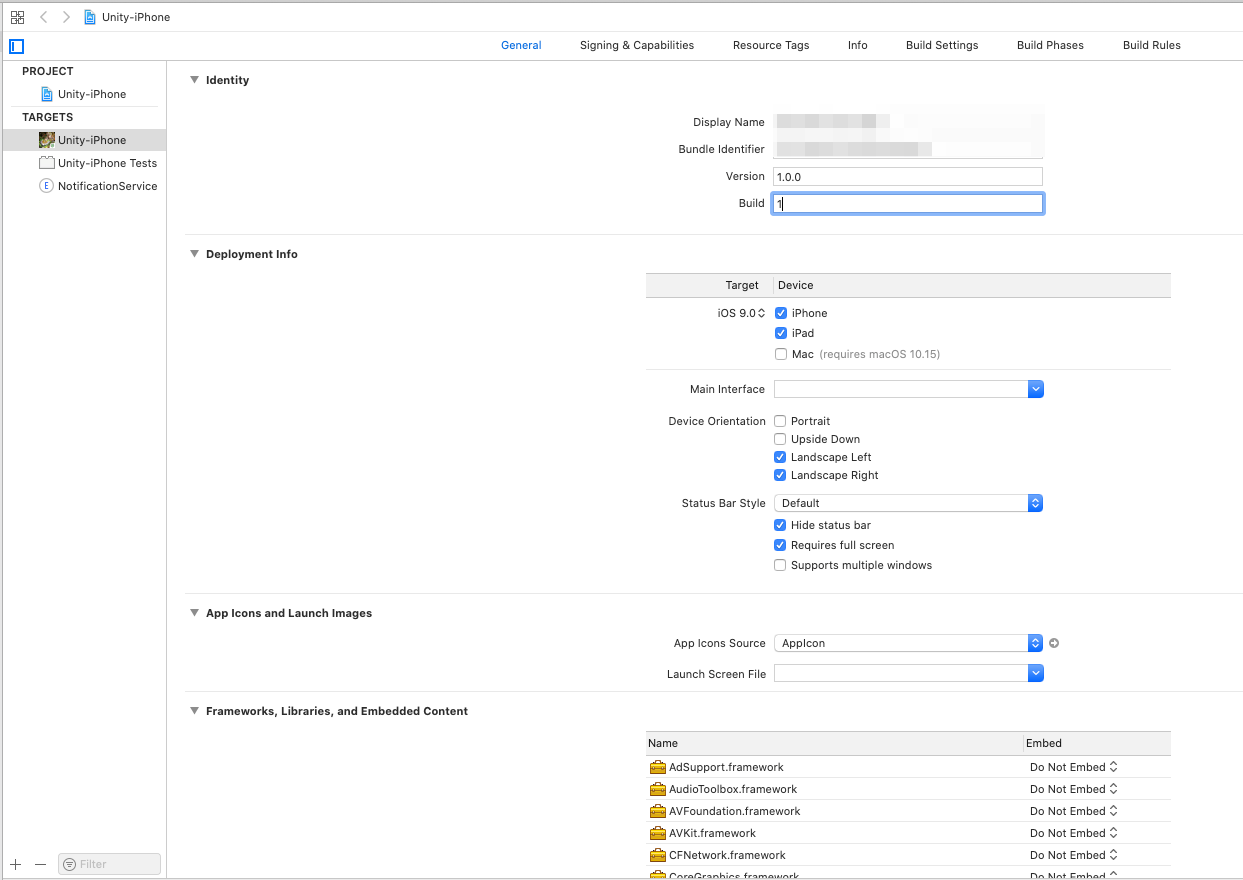 Unity-iPhone
General Signing & Capabilities Resource Tags Info Build Settings Build Phases Build Rules
PROJECT
Unity-iPhone
TARGETS
Unity-iPhone
Unity-iPhone Tests
E NotificationService
Filter
Identity
Display Name
Bundle Identifier
Version 1.0.0
Build 1
Deployment Info
Target Device
iOS 9.0 iPhone
iPad
Mac (requires macOS 10.15)
Main Interface
Device Orientation Portrait
Upside Down
Landscape Left
Landscape Right
Status Bar Style Default
Hide status bar
Requires full screen
Supports multiple windows
App Icons and Launch Images
App Icons Source AppIcon
Launch Screen File
Frameworks, Libraries, and Embedded Content
Name Embed
AdSupport.framework Do Not Embed
AudioToolbox.framework Do Not Embed
AVFoundation.framework Do Not Embed
AVKit.framework Do Not Embed
CFNetwork.framework Do Not Embed
CoreGraphics.framework Do Not Embed